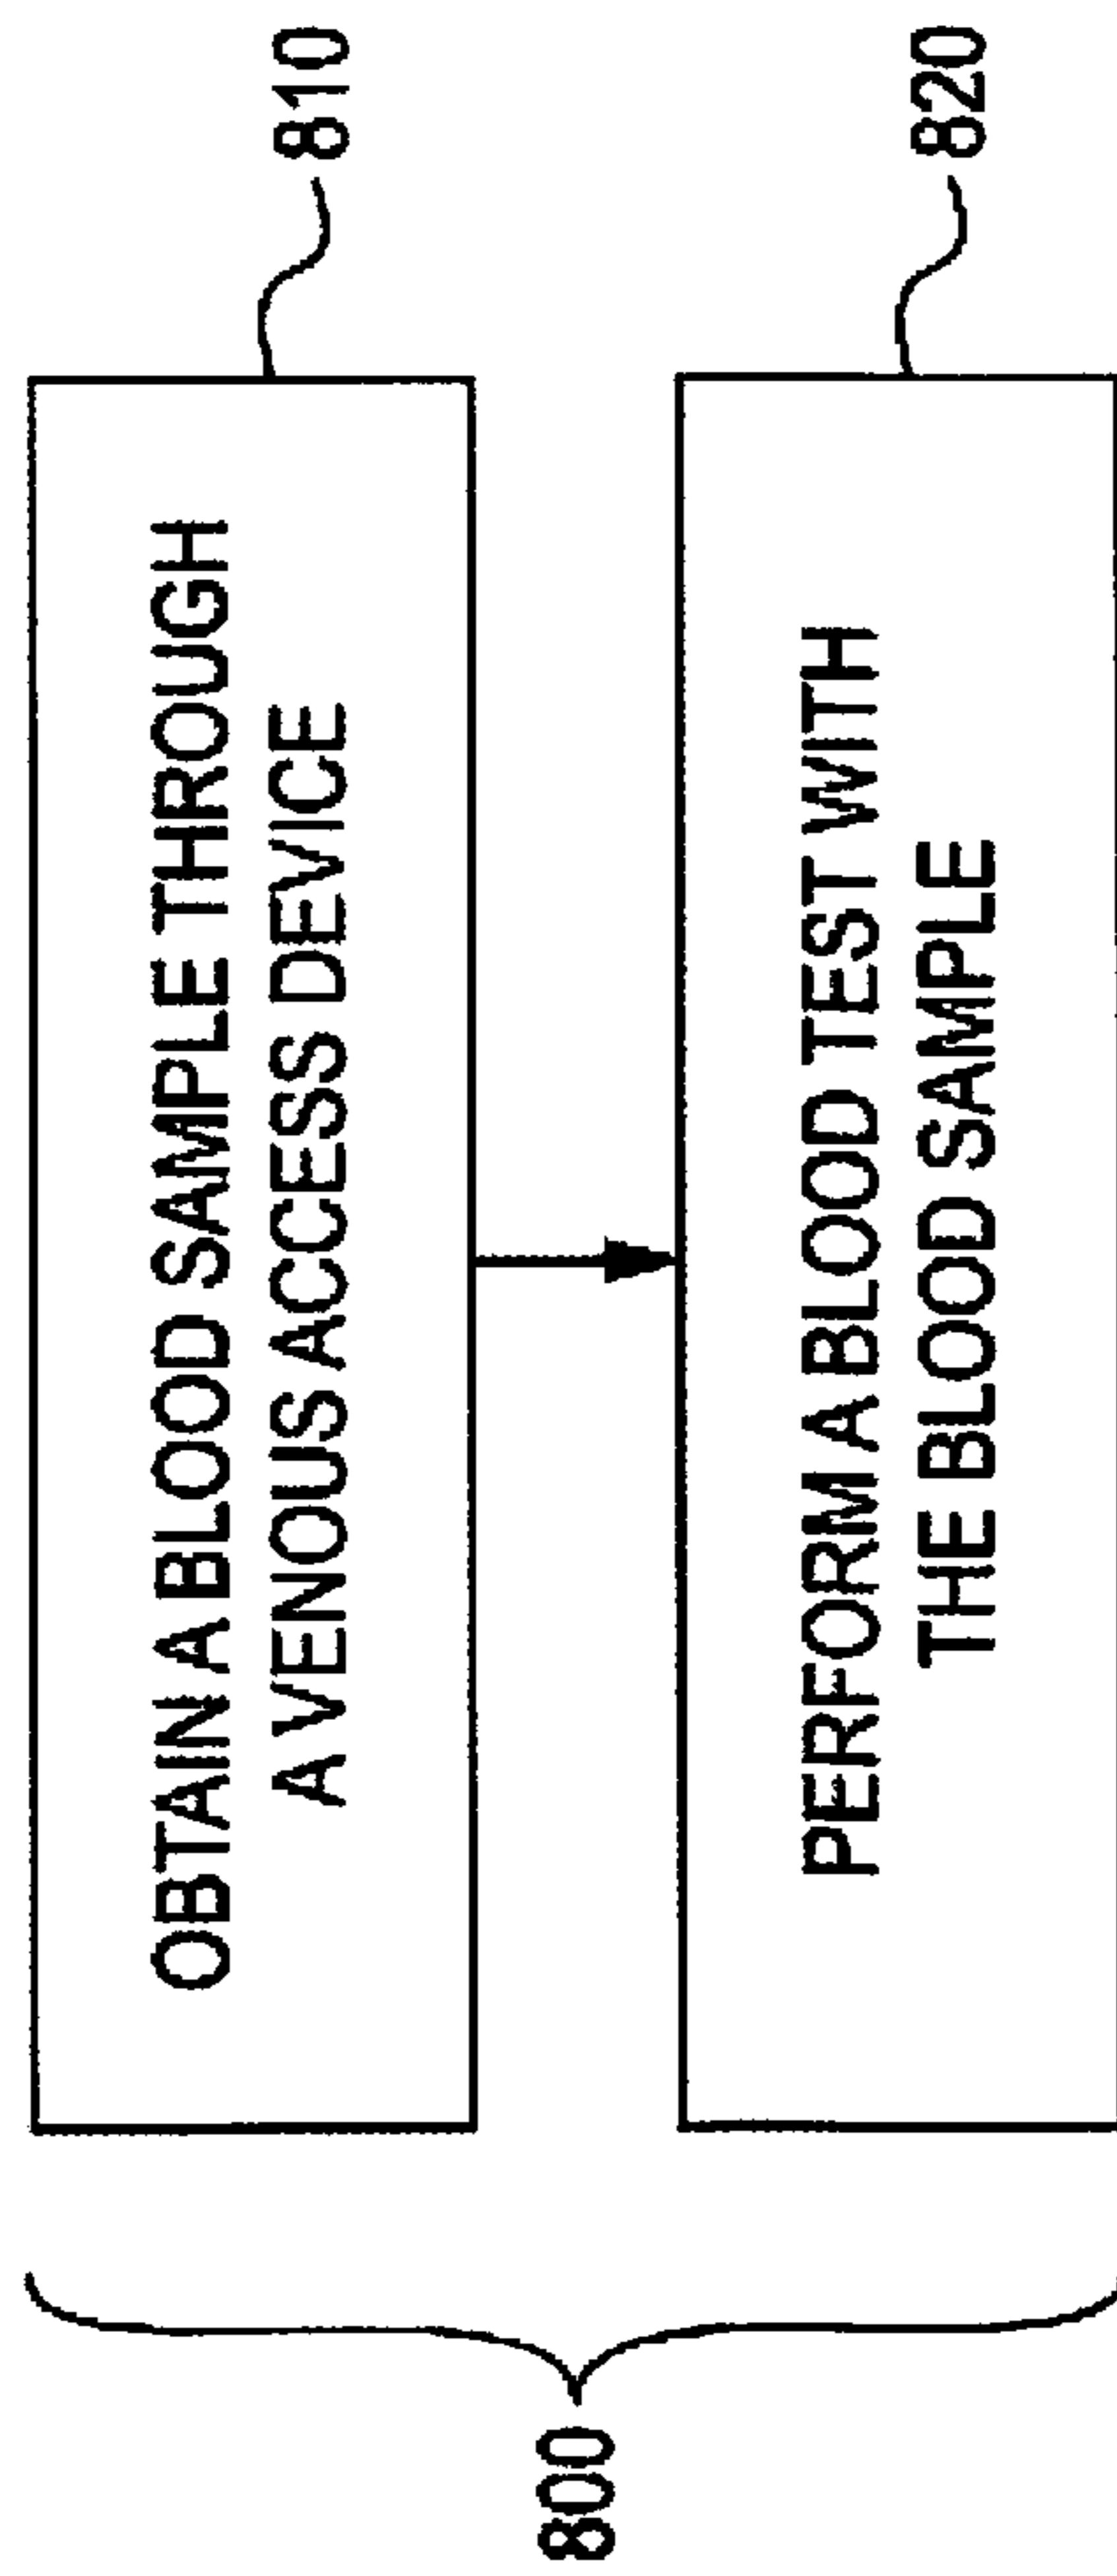 800
OBTAIN A BLOOD SAMPLE THROUGH
A VENOUS ACCESS DEVICE
810
PERFORM A BLOOD TEST WITH
THE BLOOD SAMPLE
820